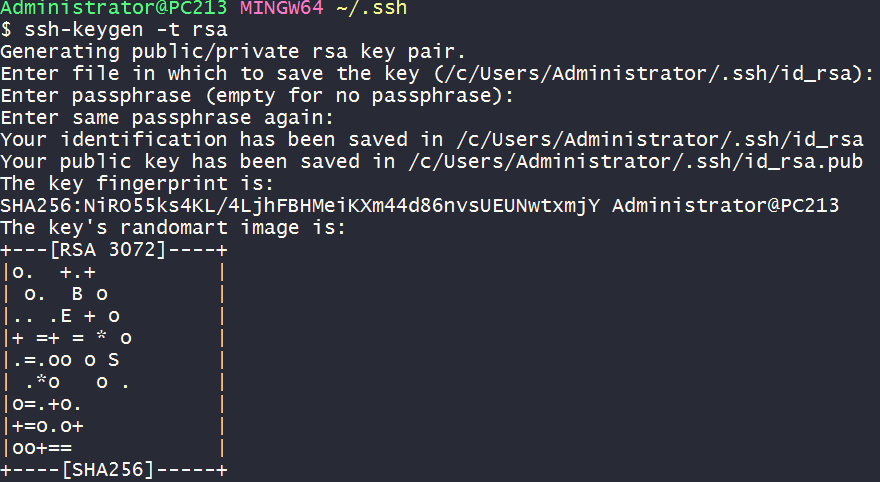 Administrator@PC213 MINGW64 ~/.ssh
$ ssh-keygen -t rsa
Generating public/private rsa key pair.
Enter file in which to save the key (/c/Users/Administrator/.ssh/id_rsa):
Enter passphrase (empty for no passphrase):
Enter same passphrase again:
Your identification has been saved in /c/Users/Administrator/.ssh/id_rsa
Your public key has been saved in /c/Users/Administrator/.ssh/id_rsa.pub
The key fingerprint is:
SHA256:NiRO55ks4KL/4LjhFBHMeiKXm44d86nvsUEUNwtxmjY Administrator@PC213
The key's randomart image is:
+---[RSA 3072]----+
|o.  +.+          |
| o.  B o         |
|.. .E + o        |
|+ =+ = * o       |
|.=.oo o S        |
| .*o   o .       |
|o=.+o.           |
|+=o.o+           |
|oo+==            |
+----[SHA256]-----+